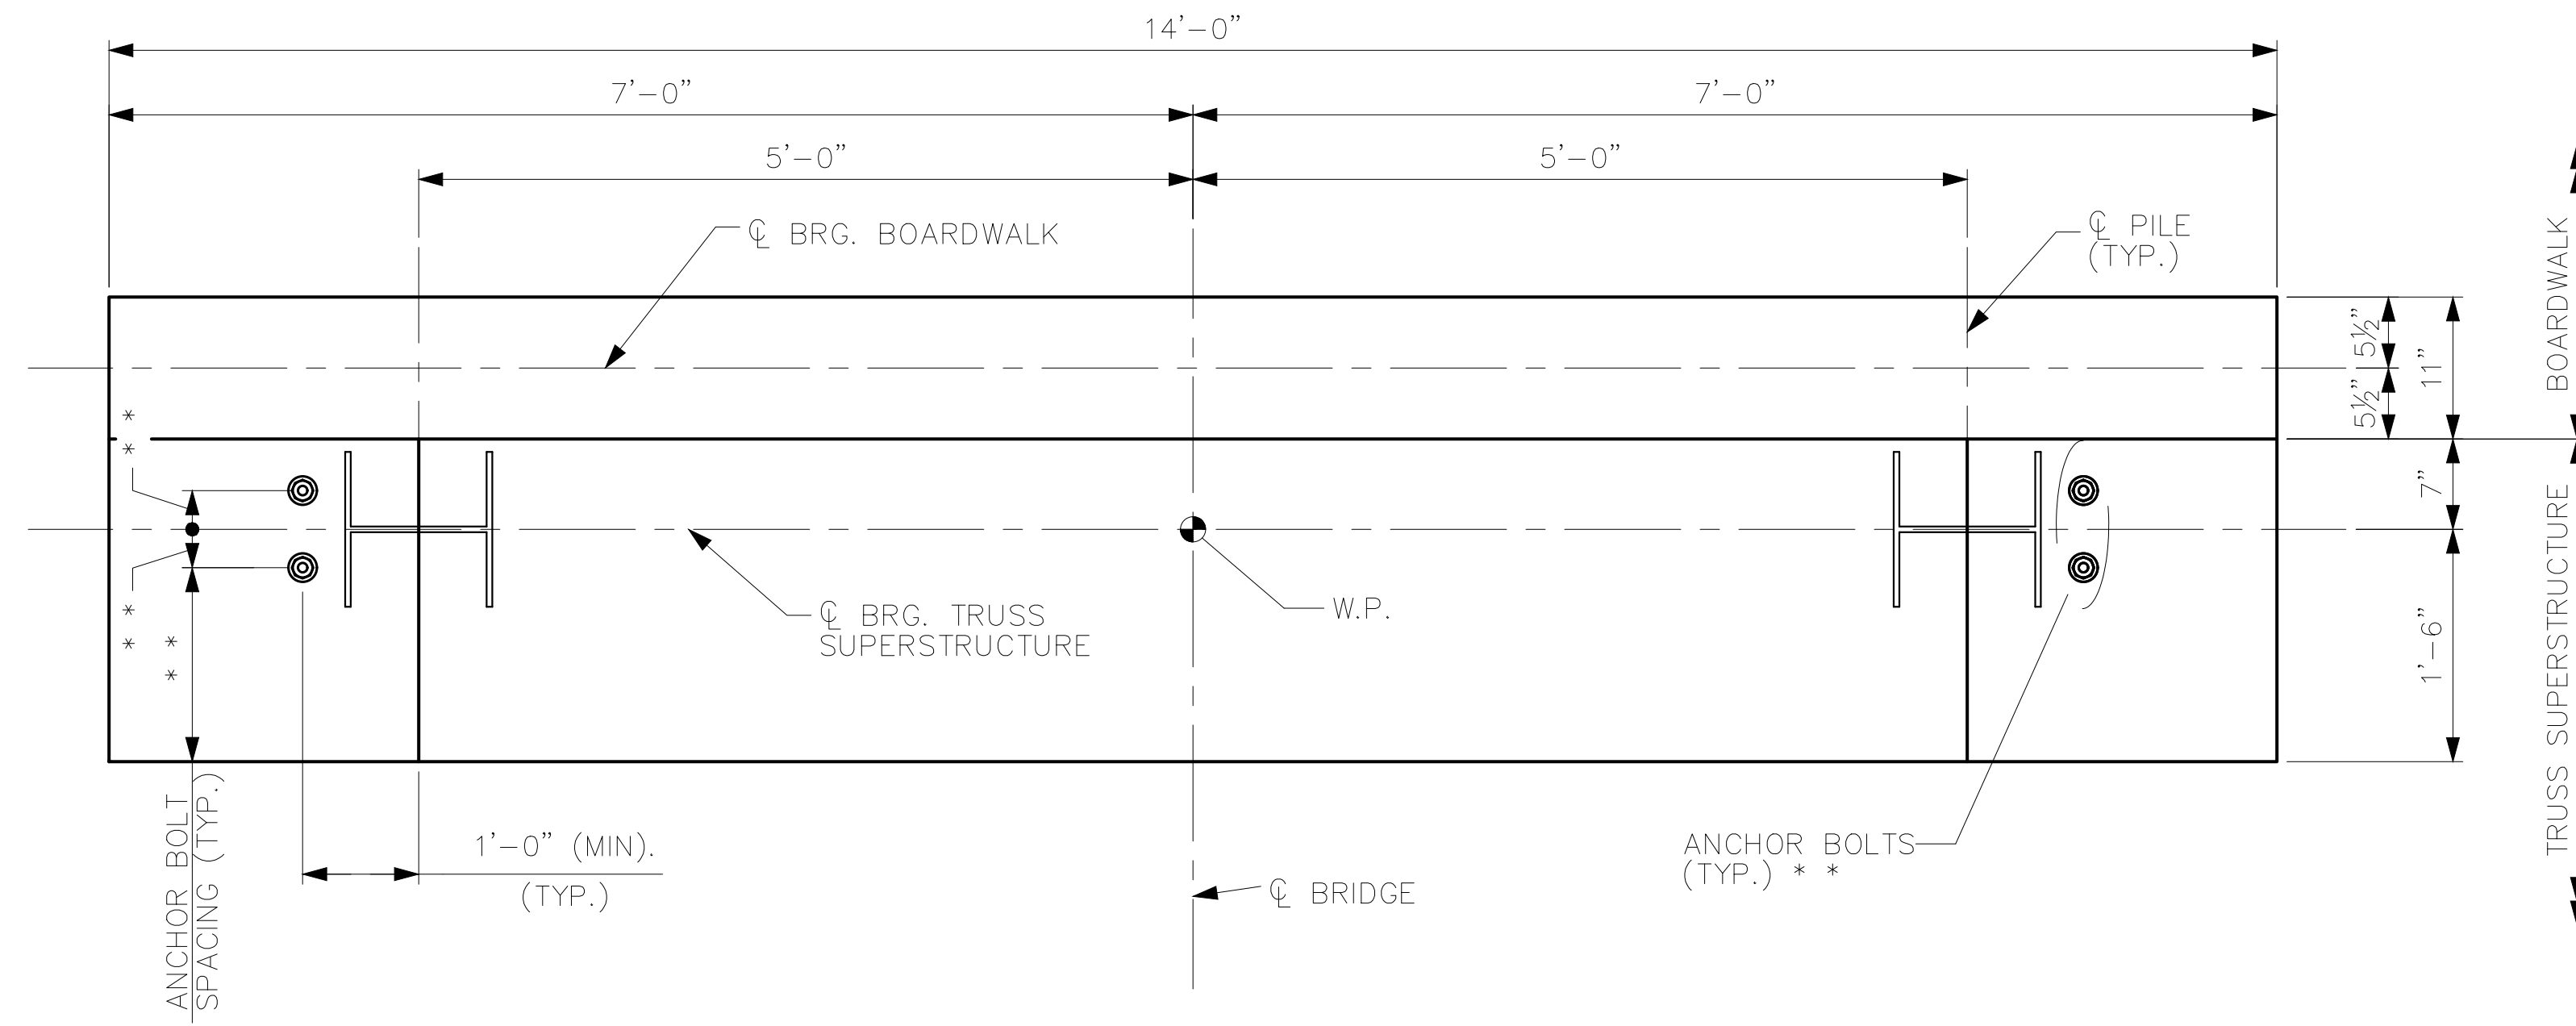 14'-0"
7'-0"
7'-0"
5'-0"
5'-0"
℄ BRG. BOARDWALK
℄ PILE
(TYP.)
5½"
5½"
11"
7"
1'-6"
BOARDWALK
TRUSS SUPERSTRUCTURE
* *
* *
* *
℄ BRG. TRUSS
SUPERSTRUCTURE
W.P.
ANCHOR BOLT
SPACING (TYP.)
1'-0" (MIN).
(TYP.)
℄ BRIDGE
ANCHOR BOLTS
(TYP.) * *